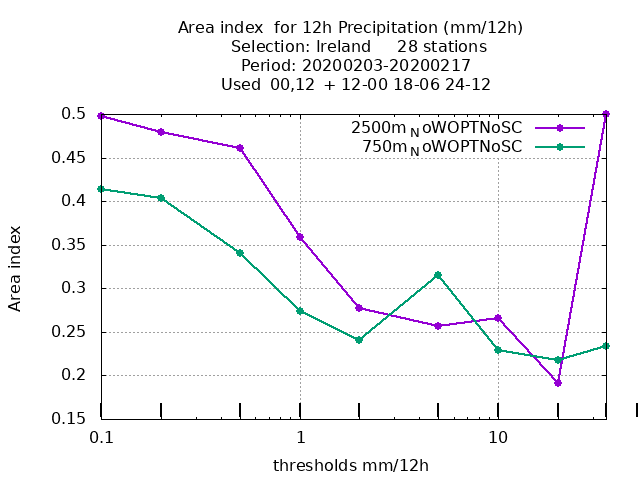 Area index  for 12h Precipitation (mm/12h)
Selection: Ireland     28 stations
Period: 20200203-20200217
Used  00,12  + 12-00 18-06 24-12
2500m_NoWOPTNoSC
750m_NoWOPTNoSC
0.5
0.45
0.4
0.35
0.3
0.25
0.2
0.15
Area index
0.1 1 10
thresholds mm/12h